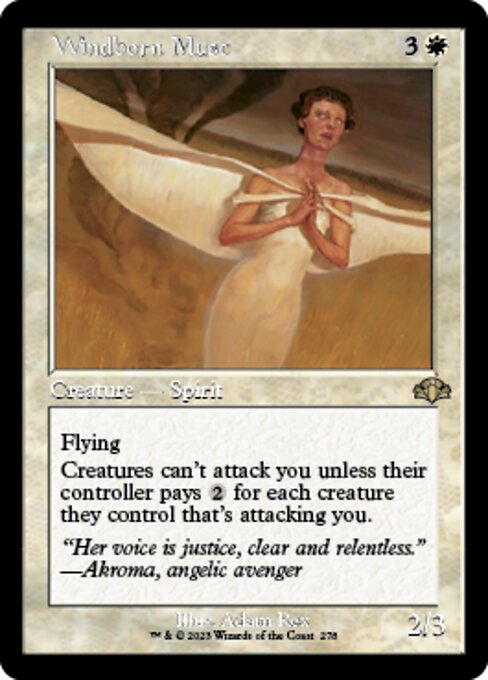 Windborn Muse 3
Creature — Spirit
Flying
Creatures can't attack you unless their
controller pays 2 for each creature
they control that's attacking you.
"Her voice is justice, clear and relentless."
—Akroma, angelic avenger
Illus. Adam Rex
™ & © 2023 Wizards of the Coast 278
2/3